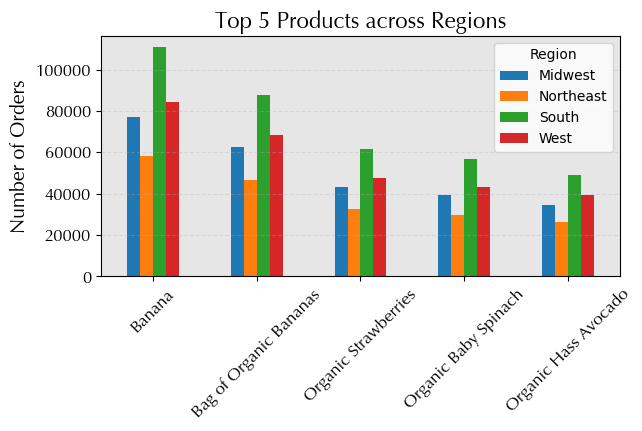 Top 5 Products across Regions
Number of Orders
100000
80000
60000
40000
20000
0
Region
Midwest
Northeast
South
West
Banana
Bag of Organic Bananas
Organic Strawberries
Organic Baby Spinach
Organic Hass Avocado